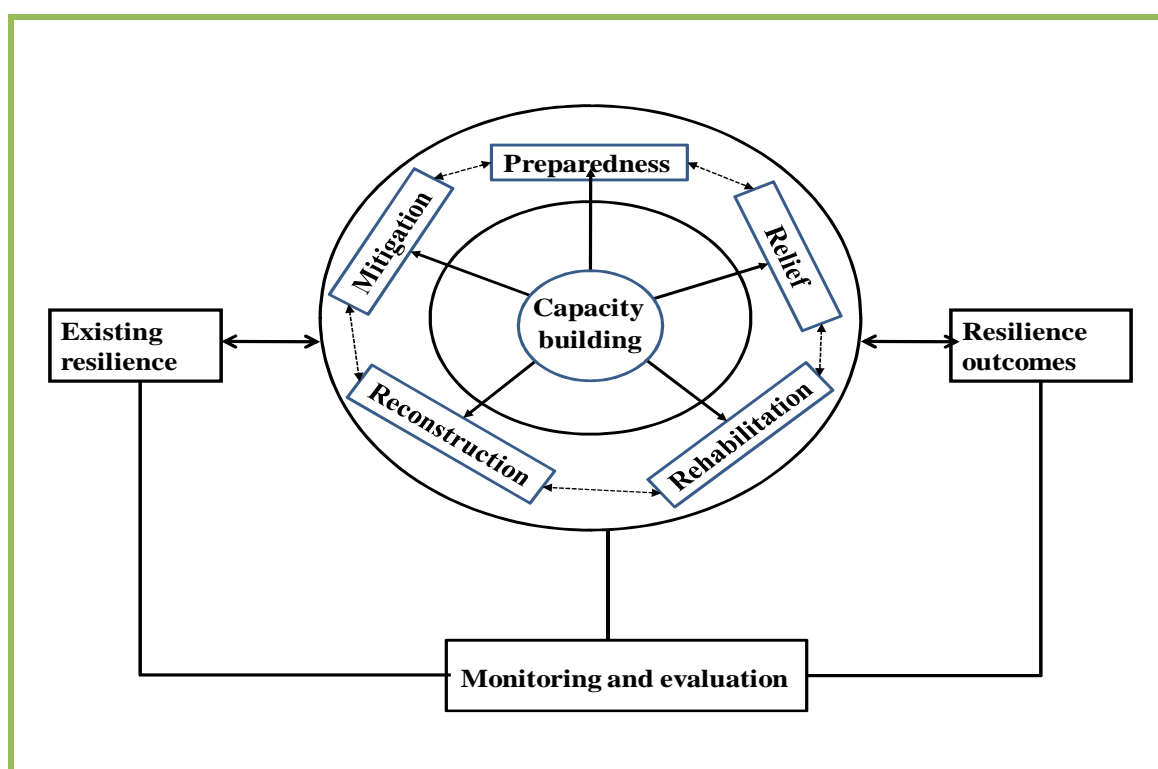 Preparedness
Mitigation
Relief
Capacity
building
Existing
resilience
Resilience
outcomes
Reconstruction
Rehabilitation
Monitoring and evaluation